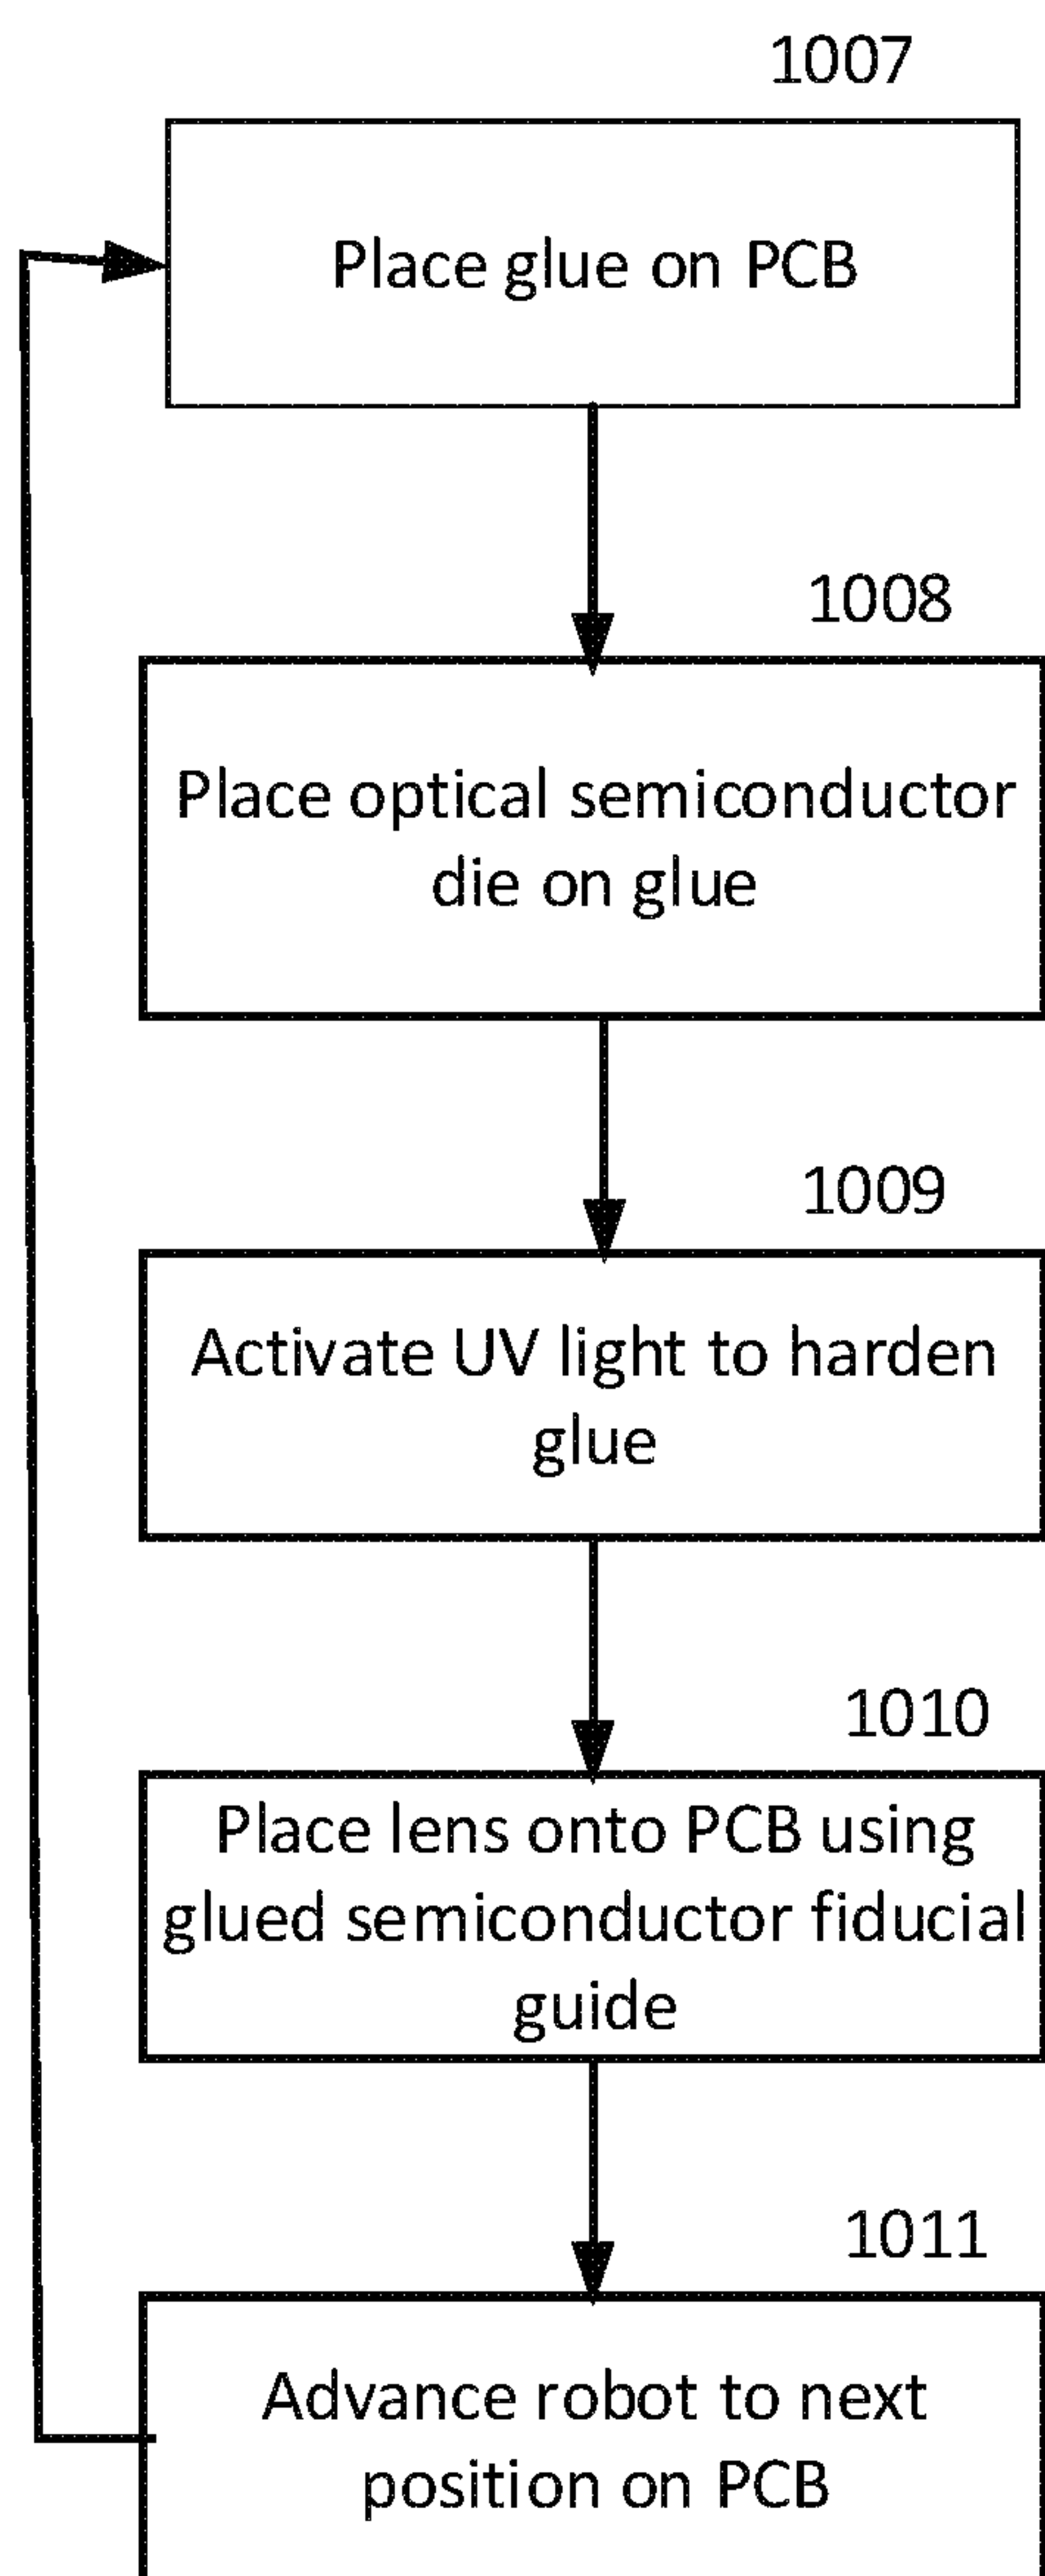 1007
Place glue on PCB
1008
Place optical semiconductor
die on glue
1009
Activate UV light to harden
glue
1010
Place lens onto PCB using
glued semiconductor fiducial
guide
1011
Advance robot to next
position on PCB